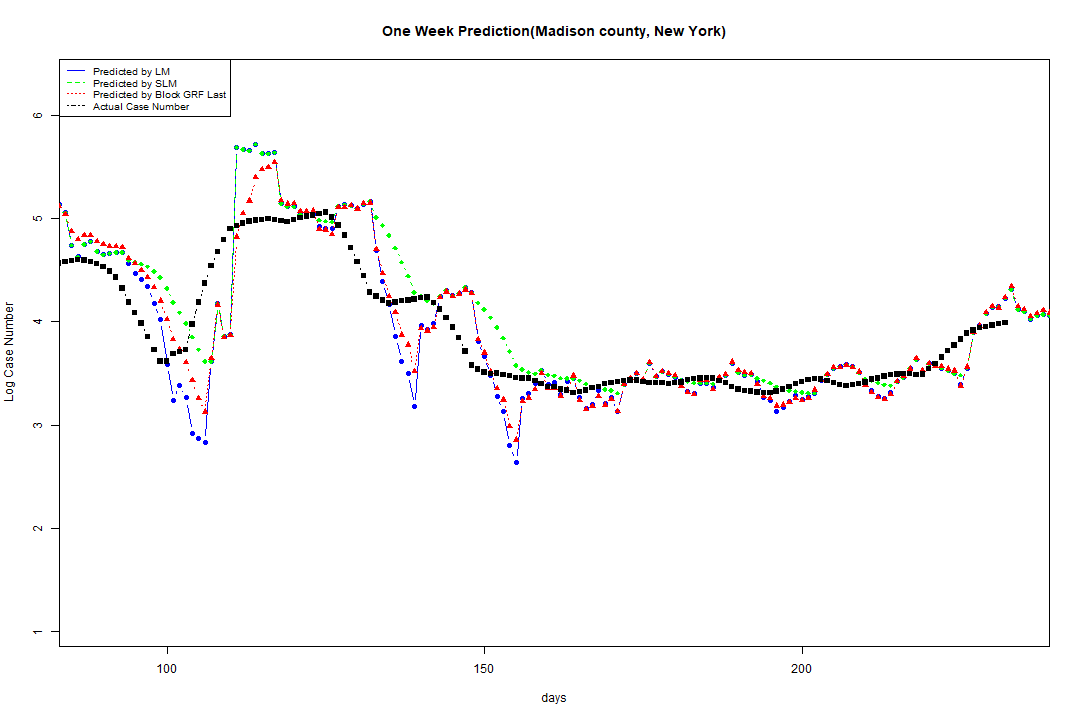 One Week Prediction(Madison county, New York)
Predicted by LM
Predicted by SLM
Predicted by Block GRF Last
Actual Case Number
6
5
4
3
2
1
Log Case Number
100 150 200
days